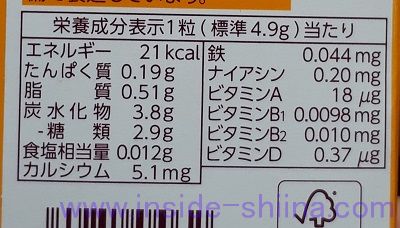 栄養成分表示1粒(標準4.9g)当たり
エネルギー 21kcal
たんぱく質 0.19g
脂質 0.51g
炭水化物 3.8g
-糖類 2.9g
食塩相当量 0.012g
カルシウム 5.1mg
鉄 0.044mg
ナイアシン 0.20mg
ビタミンA 18μg
ビタミンB1 0.0098mg
ビタミンB2 0.010mg
ビタミンD 0.37μg
www.inside-shiina.com